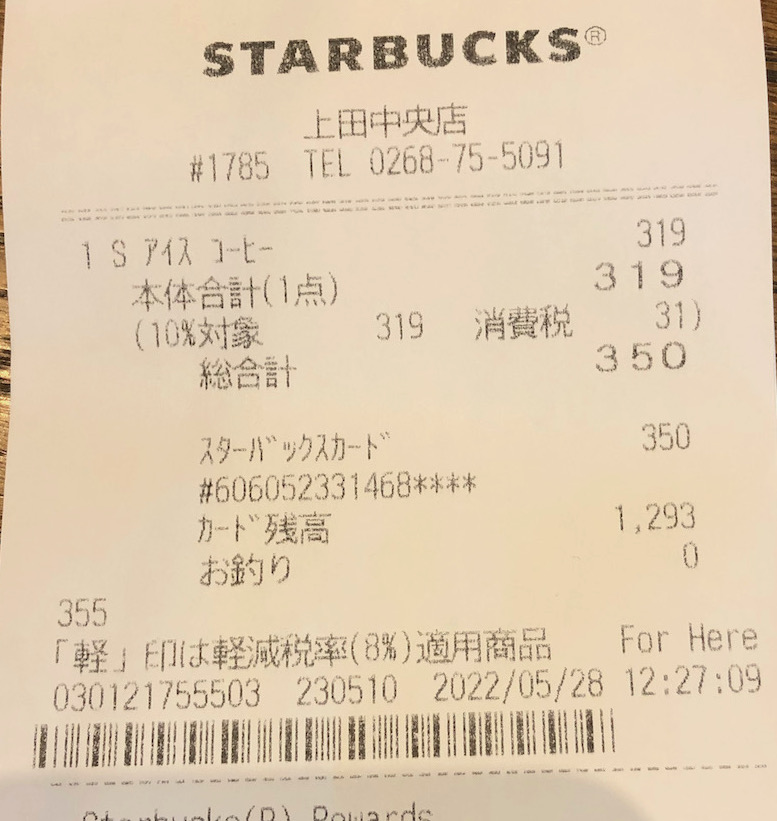 STARBUCKS®
上田中央店
#1785 TEL 0268-75-5091
1 S アイス コーヒー 319
本体合計(1点) 319
(10%対象 319 消費税 31)
総合計 350
スターバックスカード 350
#606052331468****
カード残高 1,293
お釣り 0
355
「軽」印は軽減税率(8%)適用商品 For Here
030121755503 230510 2022/05/28 12:27:09
Starbucks(R) Rewards